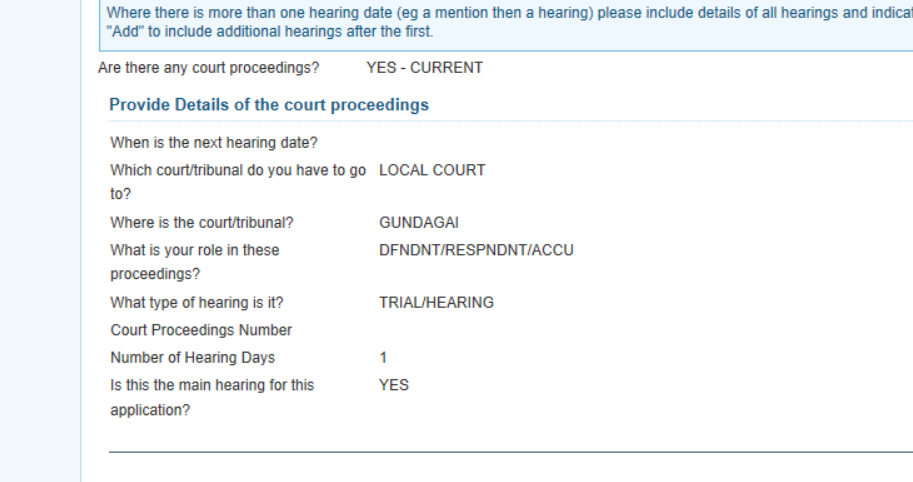 Where there is more than one hearing date (eg a mention then a hearing) please include details of all hearings and
"Add" to include additional hearings after the first.
Are there any court proceedings? YES - CURRENT
Provide Details of the court proceedings
When is the next hearing date?
Which court/tribunal do you have to go LOCAL COURT
to?
Where is the court/tribunal? GUNDAGAI
What is your role in these DFNDNT/RESPNDNT/ACCU
proceedings?
What type of hearing is it? TRIAL/HEARING
Court Proceedings Number
Number of Hearing Days 1
Is this the main hearing for this YES
application?